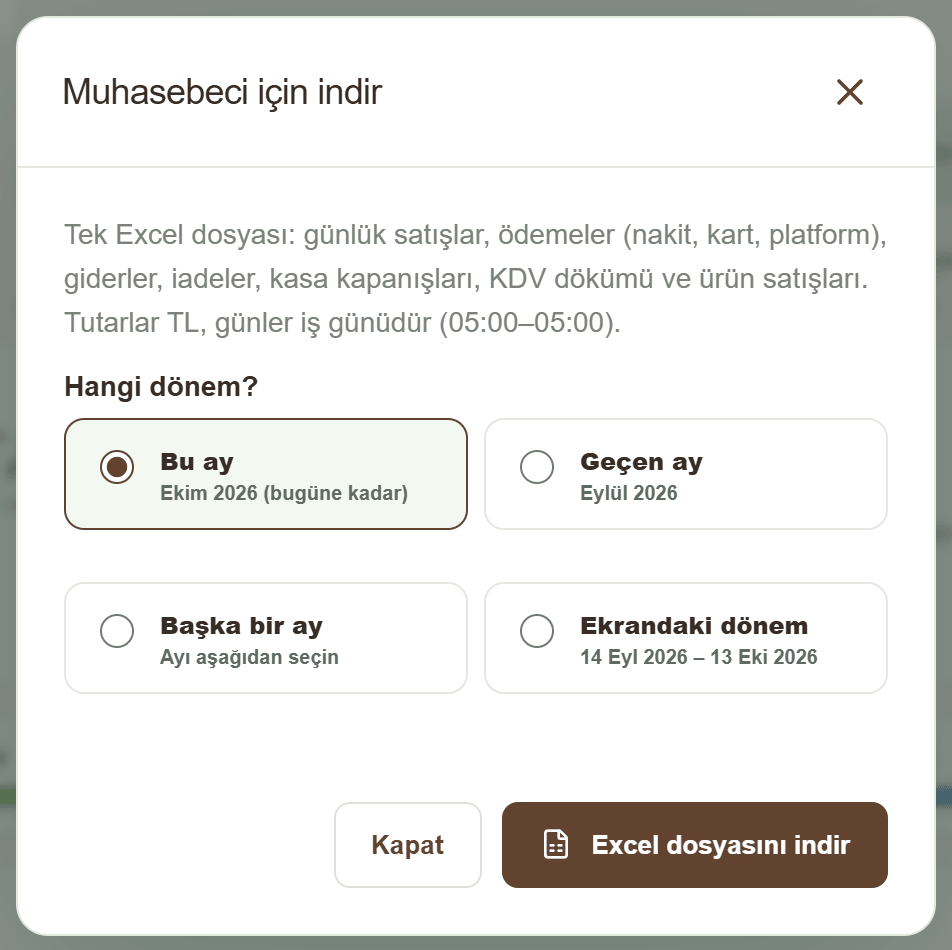 Muhasebeci için indir
Tek Excel dosyası: günlük satışlar, ödemeler (nakit, kart, platform),
giderler, iadeler, kasa kapanışları, KDV dökümü ve ürün satışları.
Tutarlar TL, günler iş günüdür (05:00–05:00).
Hangi dönem?
Bu ay
Ekim 2026 (bugüne kadar)
Geçen ay
Eylül 2026
Başka bir ay
Ayı aşağıdan seçin
Ekrandaki dönem
14 Eyl 2026 – 13 Eki 2026
Kapat
Excel dosyasını indir